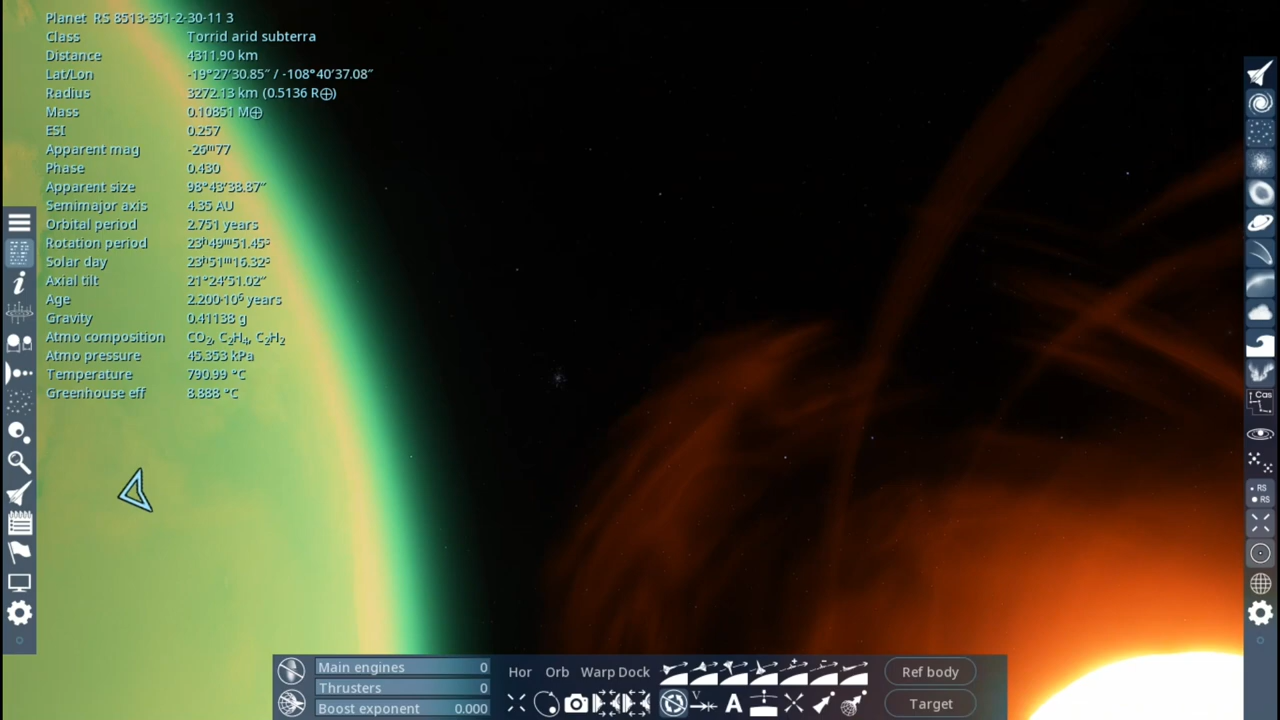 Planet RS 8513-351-2-30-11 3
Class Torrid arid subterra
Distance 4311.90 km
Lat/Lon -19°27′30.85″ / -108°40′37.08″
Radius 3272.13 km (0.5136 R⊕)
Mass 0.10851 M⊕
ESI 0.257
Apparent mag -26ᵐ77
Phase 0.430
Apparent size 98°43′38.37″
Semimajor axis 4.35 AU
Orbital period 2.751 years
Rotation period 23ʰ49ᵐ51.45ˢ
Solar day 23ʰ51ᵐ16.32ˢ
Axial tilt 21°24′51.02″
Age 2.200·10⁶ years
Gravity 0.41138 g
Atmo composition CO₂, C₂H₄, C₂H₂
Atmo pressure 45.353 kPa
Temperature 790.99 °C
Greenhouse eff 8.888 °C
Cas
RS
RS
Main engines 0
Thrusters 0
Boost exponent 0.000
Hor Orb Warp Dock
V
A
Ref body
Target